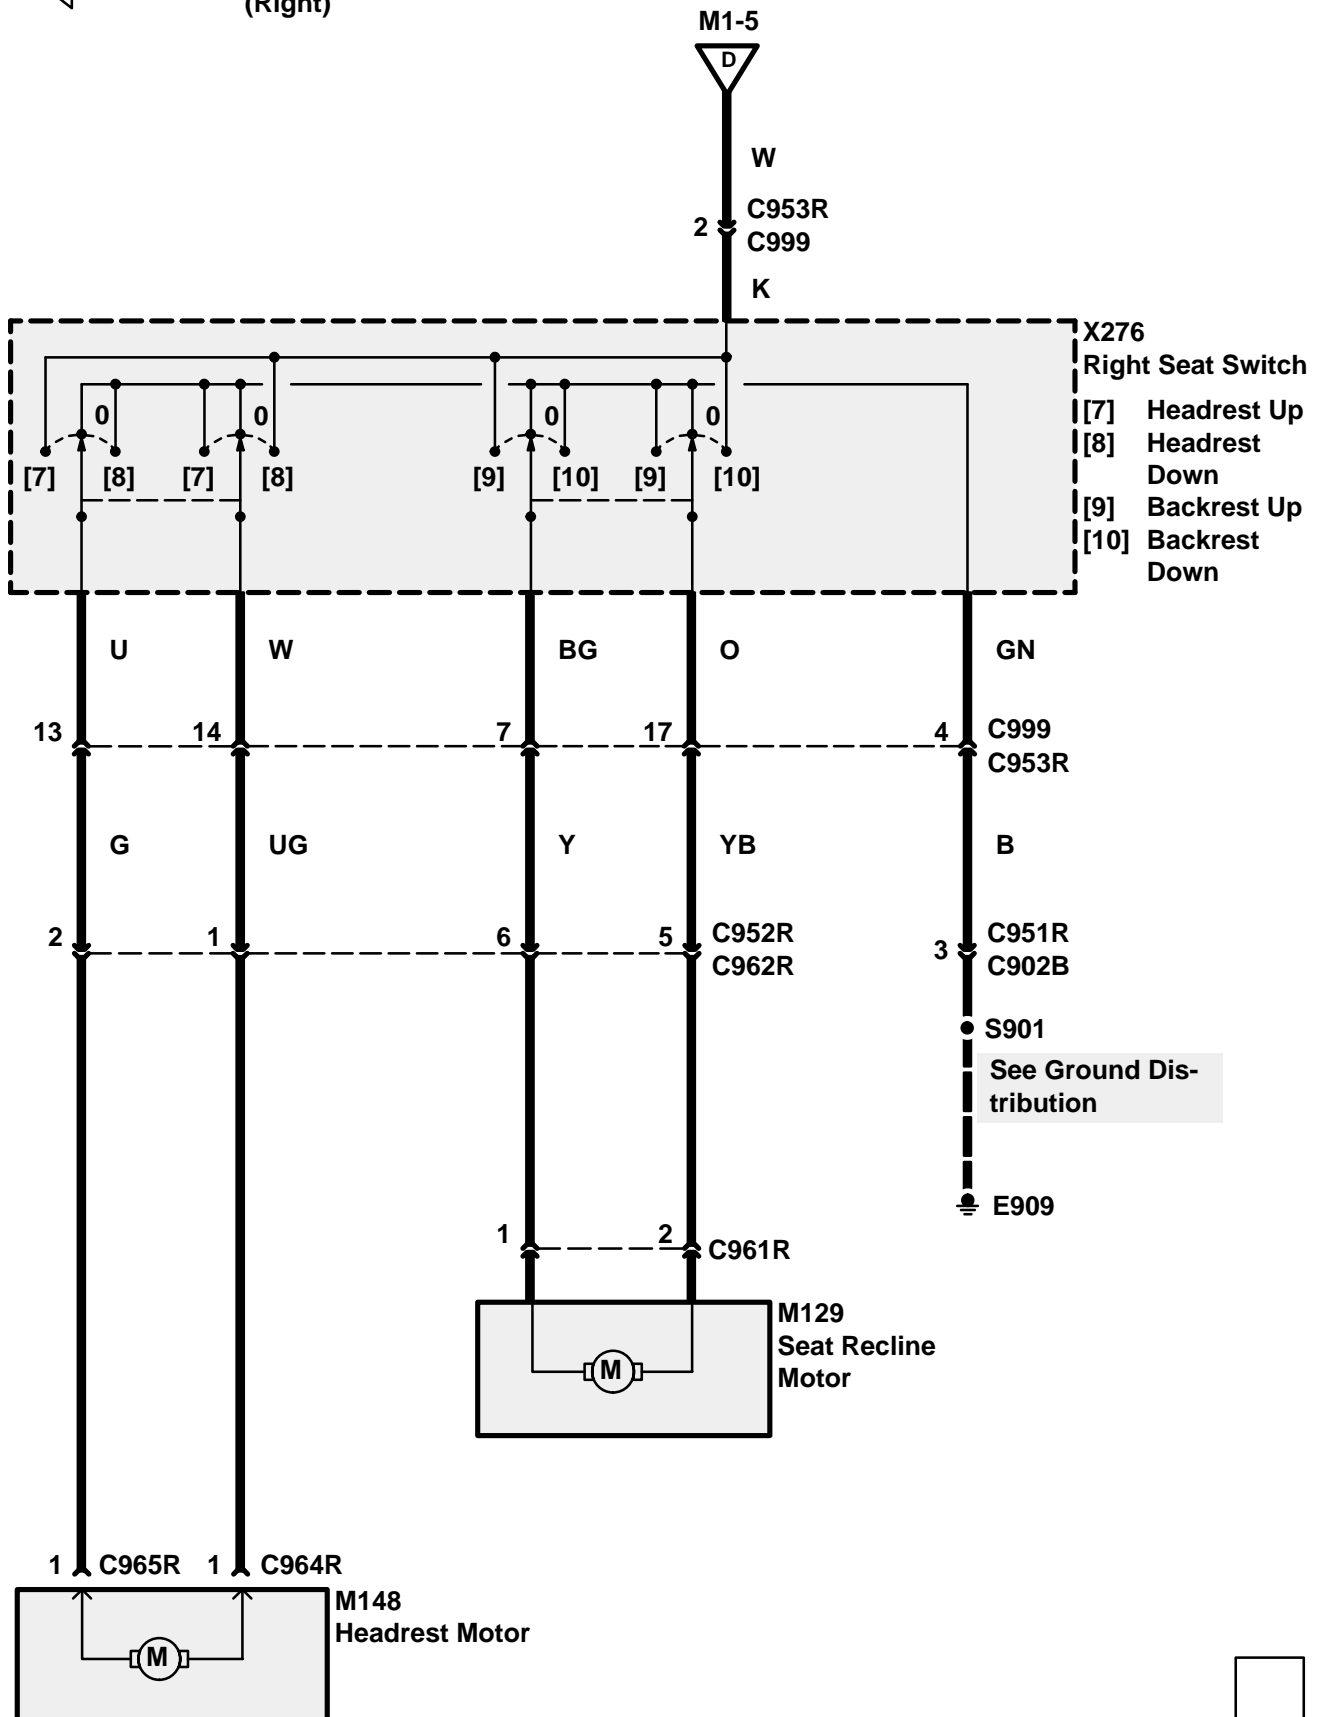 (Right)
M1-5
D
W
2
C953R
C999
K
X276
Right Seat Switch
[7] Headrest Up
[8] Headrest
Down
[9] Backrest Up
[10] Backrest
Down
0 0 0 0
[7] [8] [7] [8] [9] [10] [9] [10]
U W BG O GN
13 14 7 17 4 C999
C953R
G UG Y YB B
2 1 6 5 C952R
C962R
3 C951R
C902B
S901
See Ground Dis-
tribution
E909
1 2 C961R
M129
Seat Recline
Motor
M
1 C965R 1 C964R
M148
Headrest Motor
M